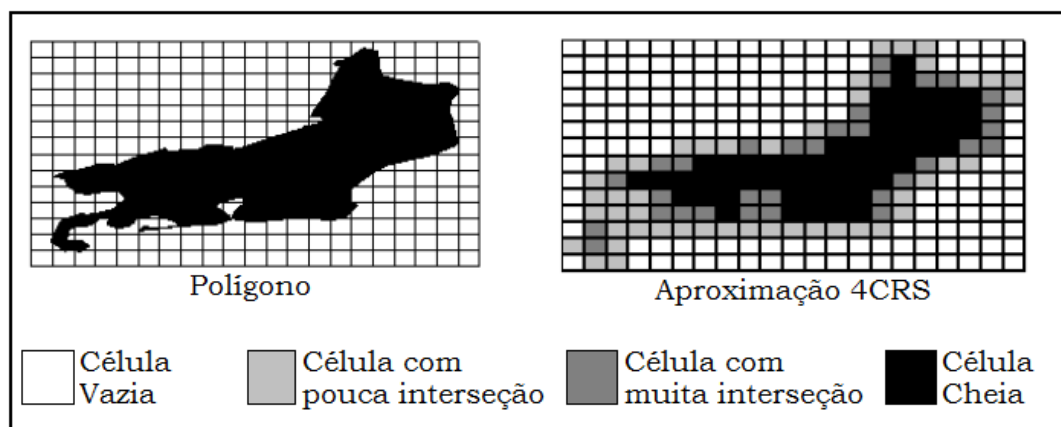 Polígono
Aproximação 4CRS
Célula
Vazia
Célula com
pouca interseção
Célula com
muita interseção
Célula
Cheia